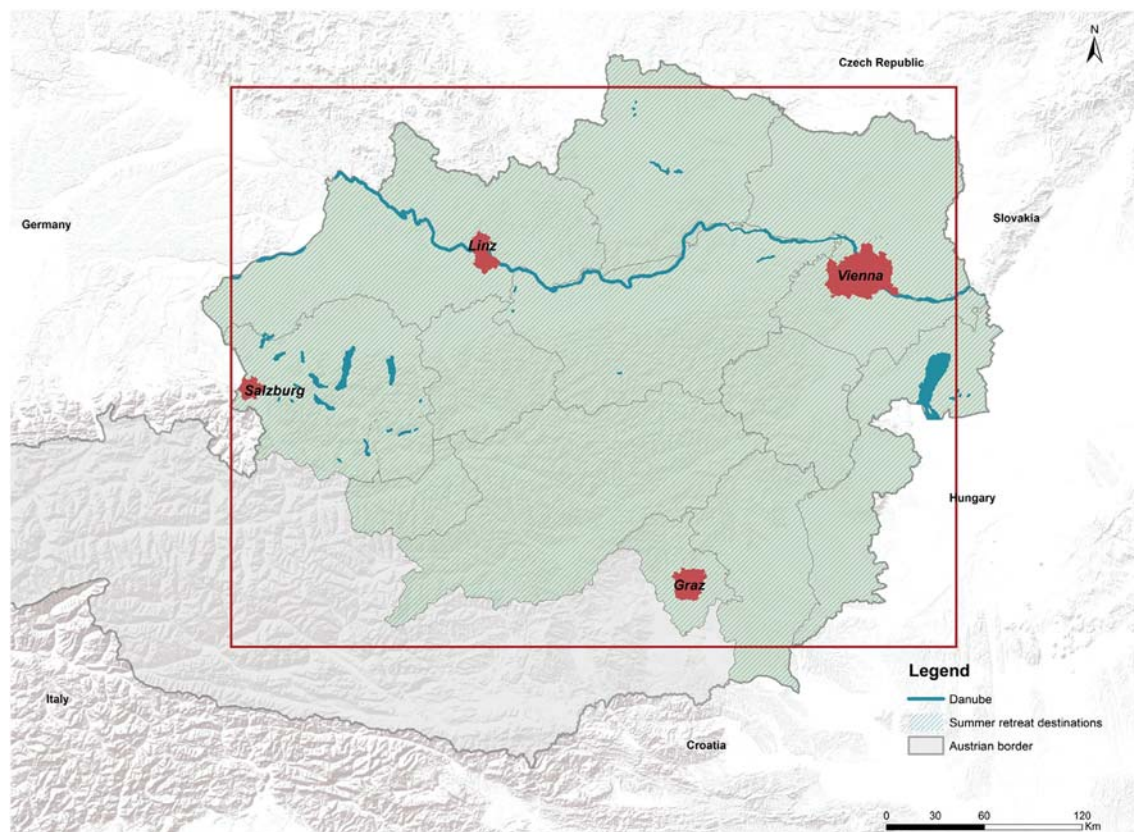 N
Czech Republic
Germany
Slovakia
Linz
Vienna
Salzburg
Hungary
Graz
Legend
Danube
Italy
Summer retreat destinations
Croatia
Austrian border
0 30 60 120
Km